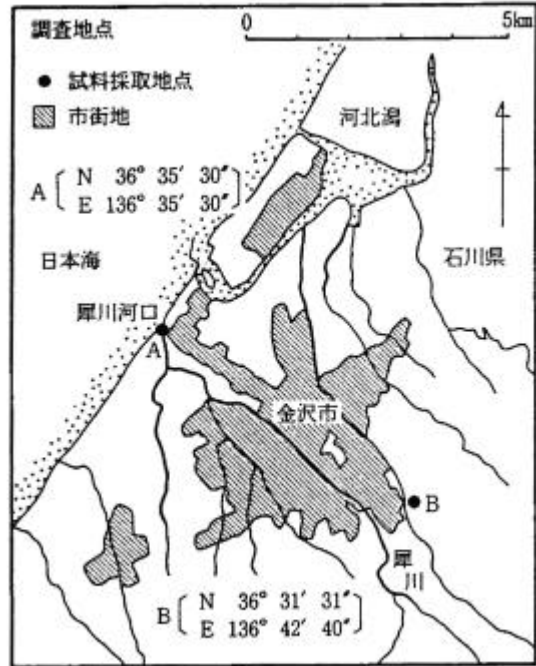 調査地点
0 5km
● 試料採取地点
市街地
河北潟
A N 36° 35′ 30″
E 136° 35′ 30″
日本海
石川県
犀川河口
A
金沢市
B
犀川
B N 36° 31′ 31″
E 136° 42′ 40″